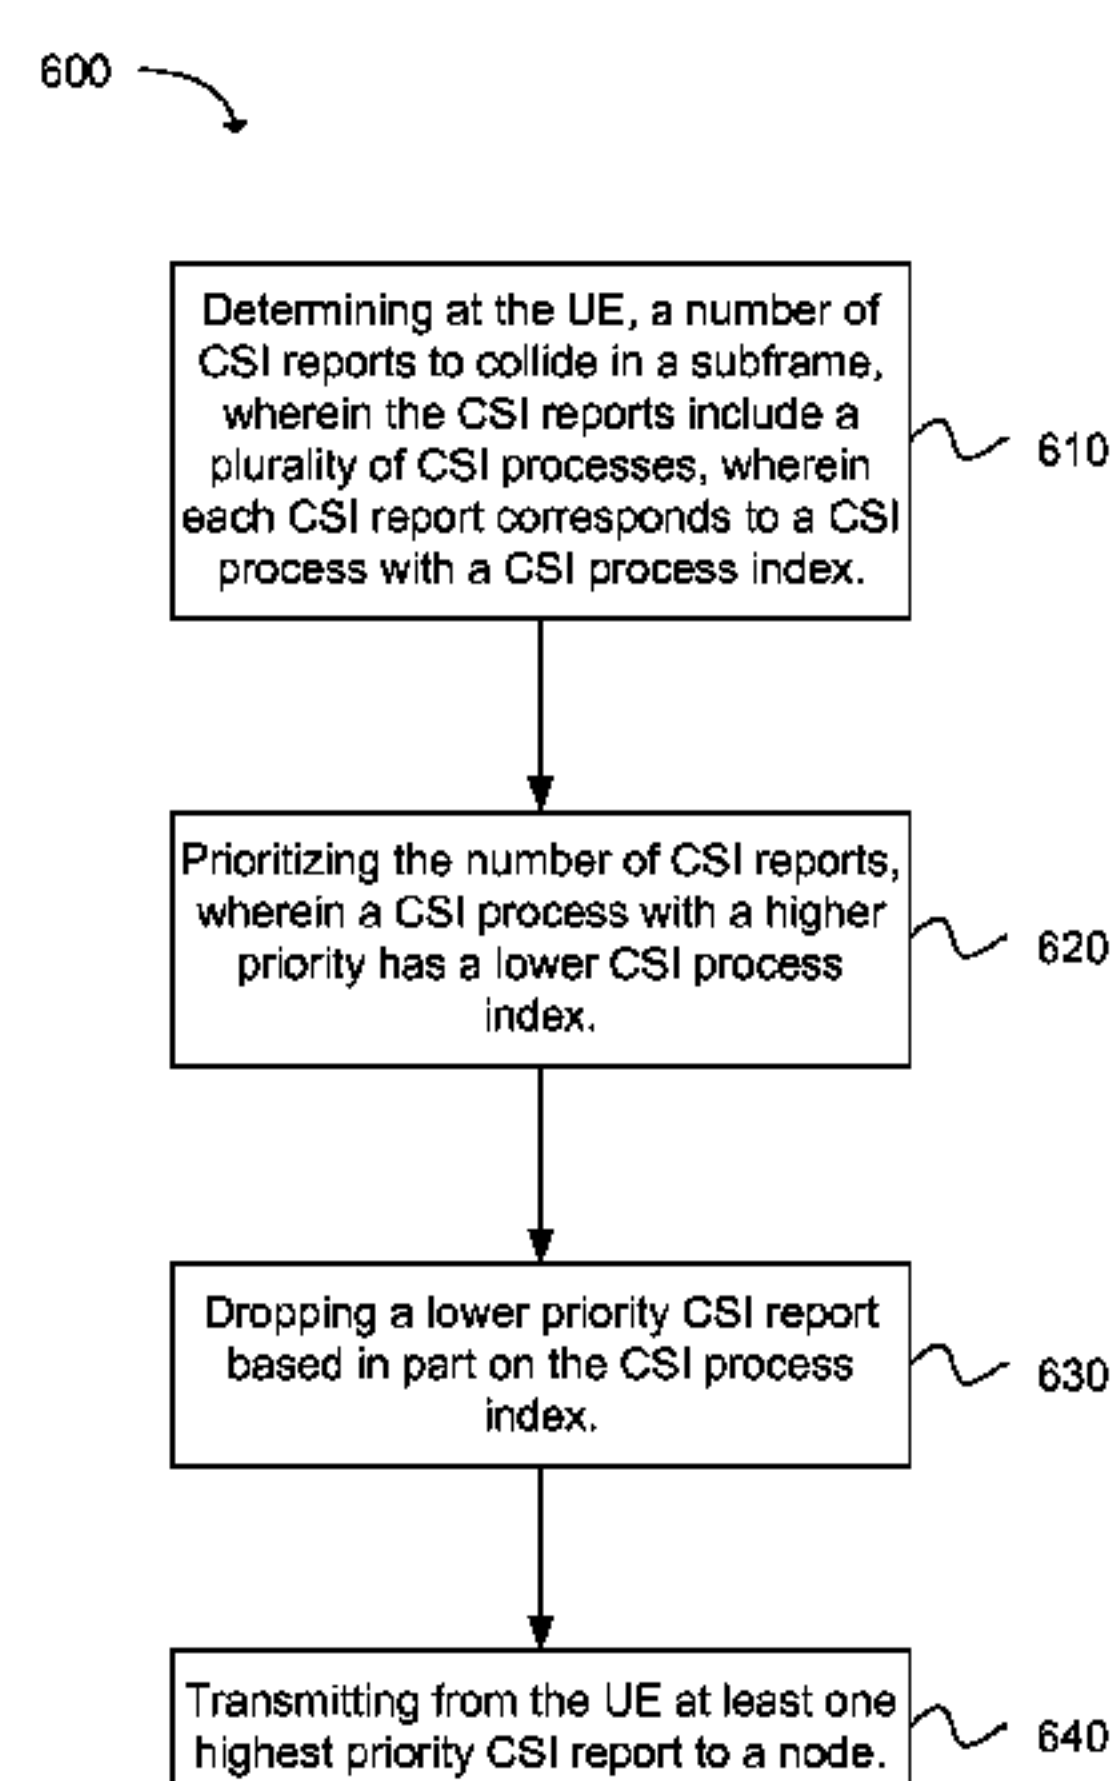 600
Determining at the UE, a number of
CSI reports to collide in a subframe,
wherein the CSI reports include a
plurality of CSI processes, wherein
each CSI report corresponds to a CSI
process with a CSI process index.
610
Prioritizing the number of CSI reports,
wherein a CSI process with a higher
priority has a lower CSI process
index.
620
Dropping a lower priority CSI report
based in part on the CSI process
index.
630
Transmitting from the UE at least one
highest priority CSI report to a node.
640